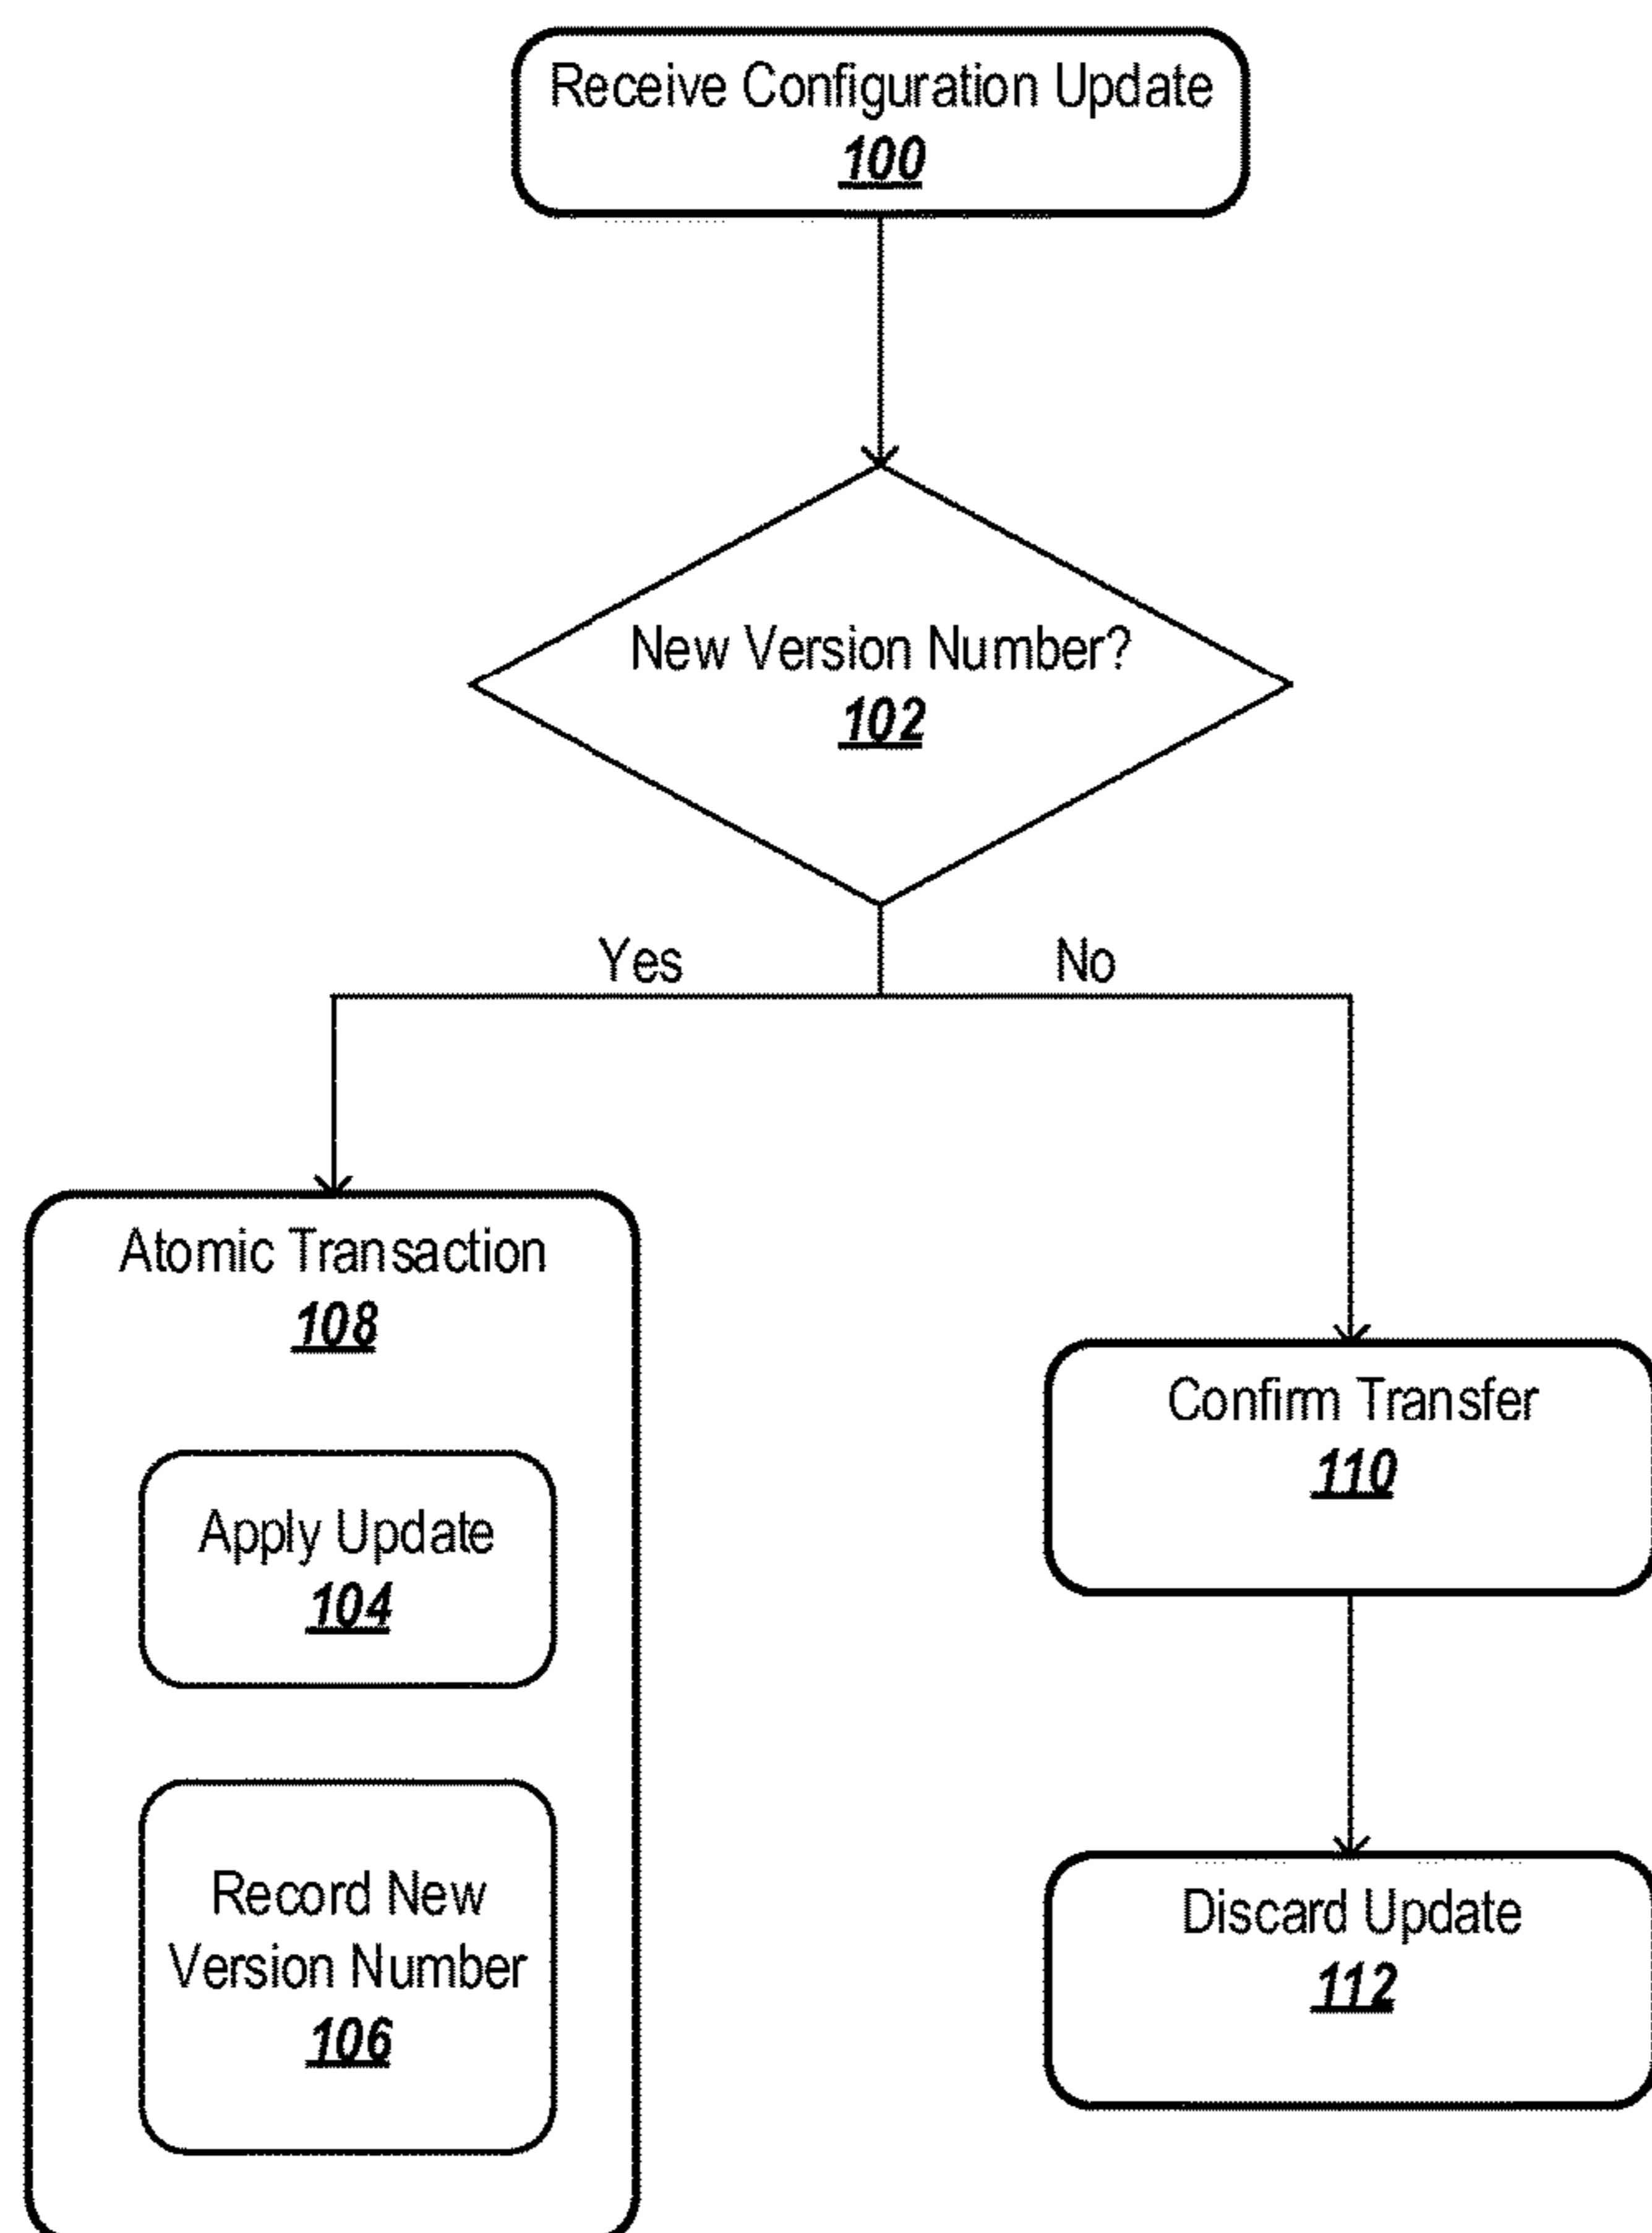 Receive Configuration Update
100
New Version Number?
102
Yes
No
Atomic Transaction
108
Apply Update
104
Record New
Version Number
106
Confirm Transfer
110
Discard Update
112